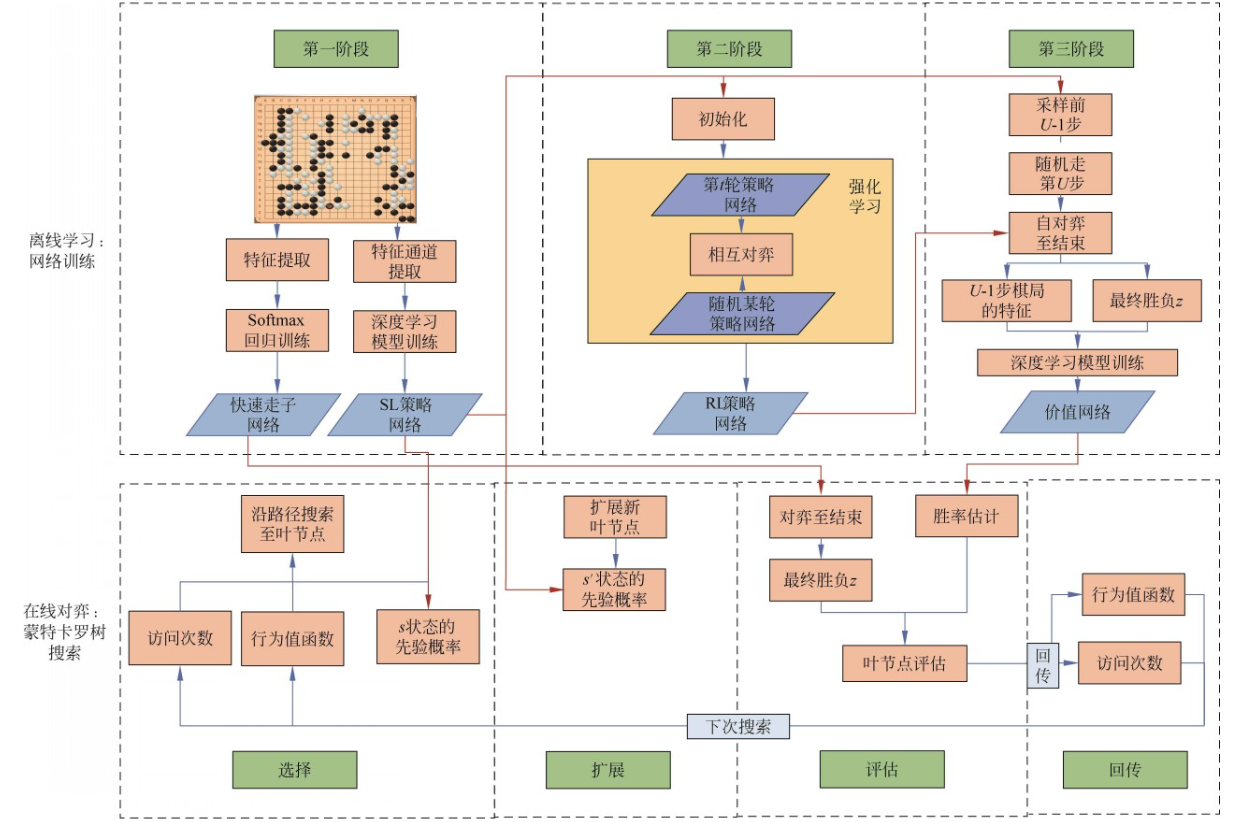 第一阶段
第二阶段
第三阶段
离线学习:
网络训练
特征提取
特征通道
提取
Softmax
回归训练
深度学习
模型训练
快速走子
网络
SL策略
网络
初始化
强化
学习
第t轮策略
网络
相互对弈
随机某轮
策略网络
RL策略
网络
采样前
U-1步
随机走
第U步
自对弈
至结束
U-1步棋局
的特征
最终胜负z
深度学习模型训练
价值网络
在线对弈:
蒙特卡罗树
搜索
沿路径搜索
至叶节点
访问次数
行为值函数
s状态的
先验概率
扩展新
叶节点
s'状态的
先验概率
对弈至结束
胜率估计
最终胜负z
叶节点评估
回
传
行为值函数
访问次数
下次搜索
选择
扩展
评估
回传